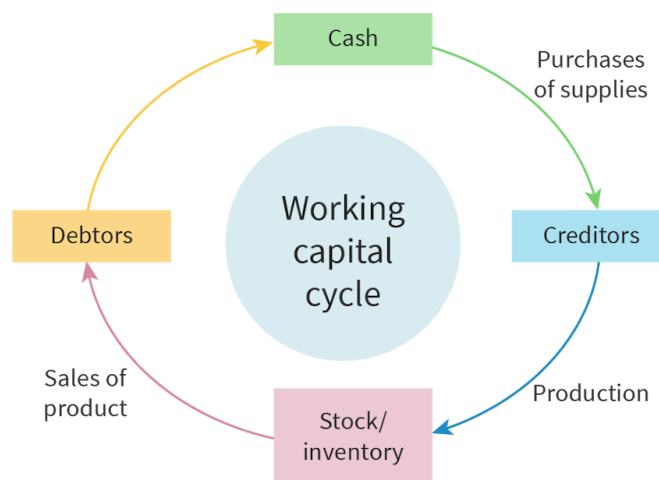 Cash
Purchases
of supplies
Creditors
Production
Stock/
inventory
Sales of
product
Debtors
Working
capital
cycle